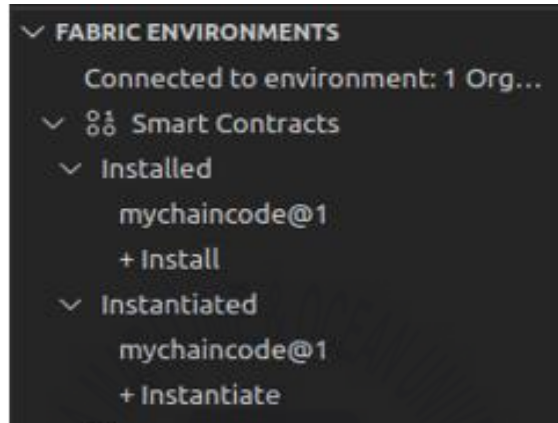 FABRIC ENVIRONMENTS
Connected to environment: 1 Org...
Smart Contracts
Installed
mychaincode@1
+ Install
Instantiated
mychaincode@1
+ Instantiate